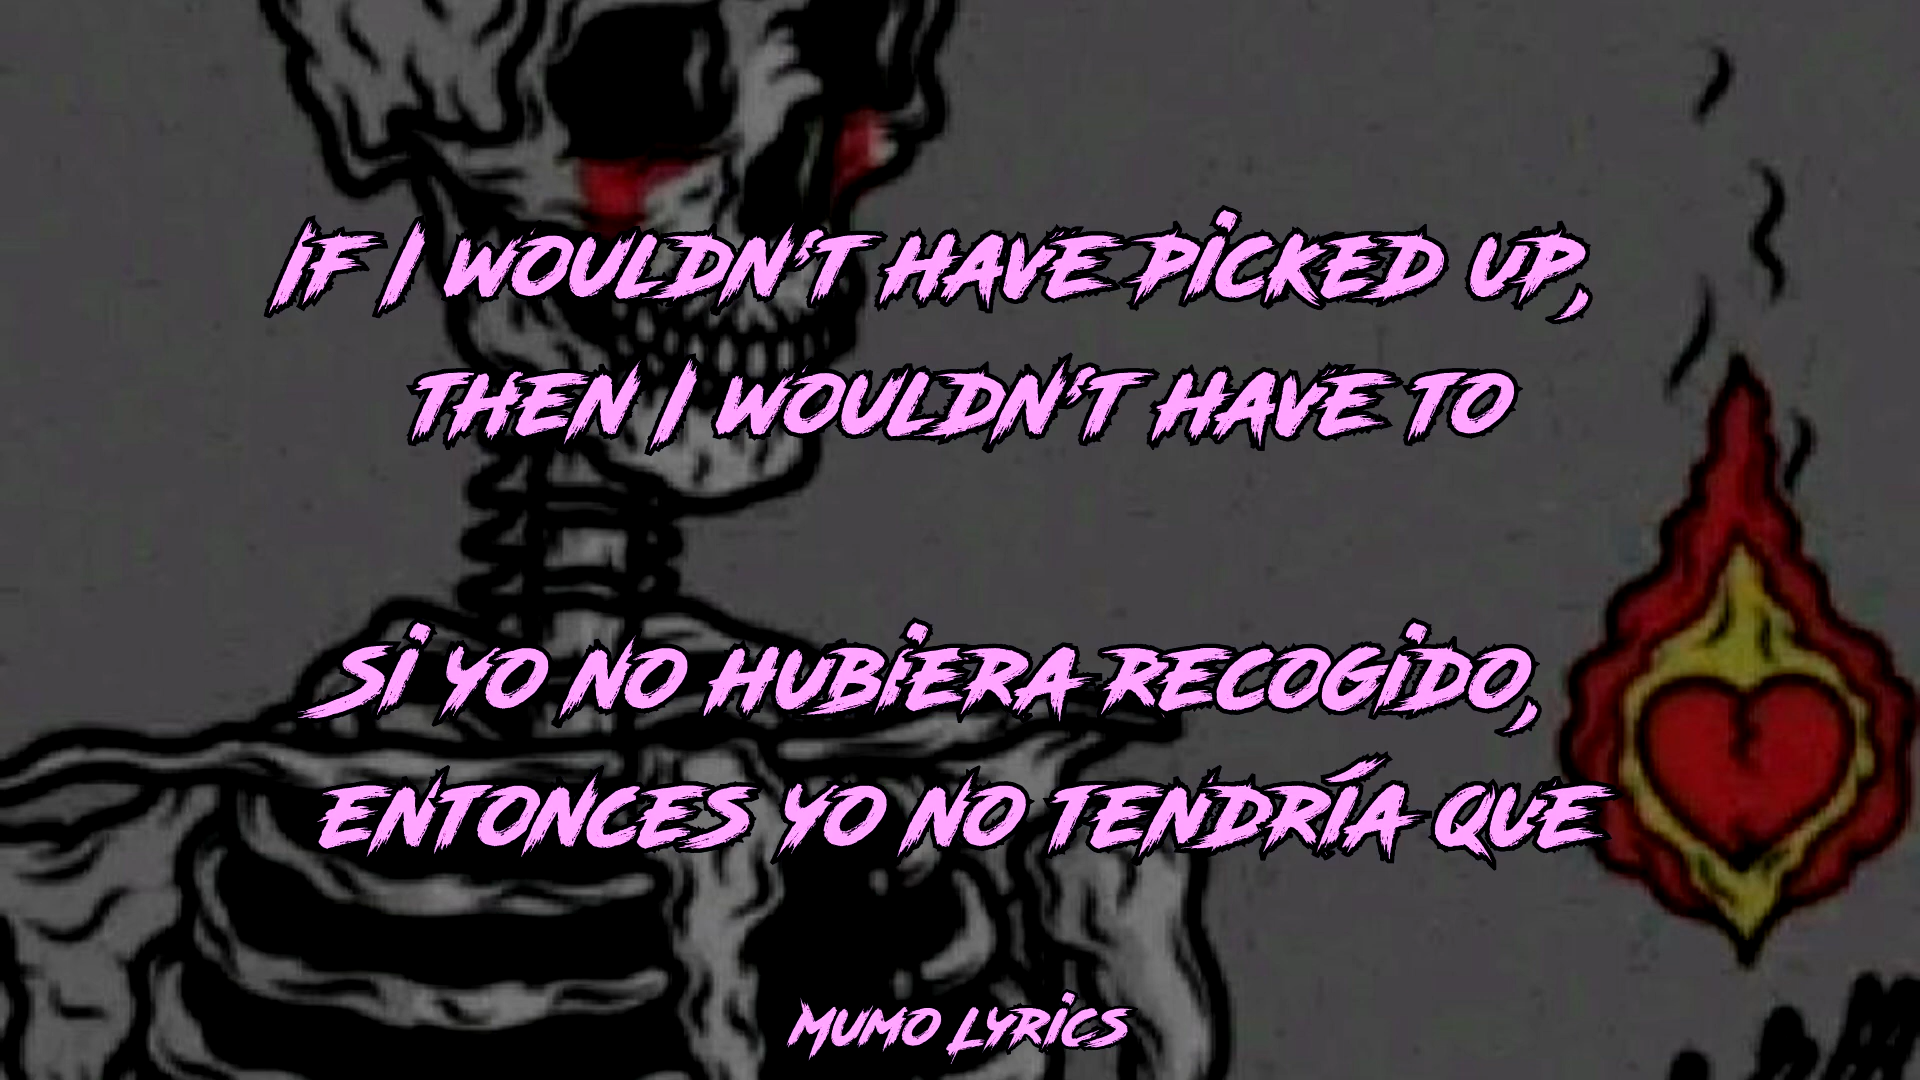 IF I WOULDN'T HAVE PICKED UP,
THEN I WOULDN'T HAVE TO
SI YO NO HUBIERA RECOGIDO,
ENTONCES YO NO TENDRÍA QUE
MUMO LYRICS